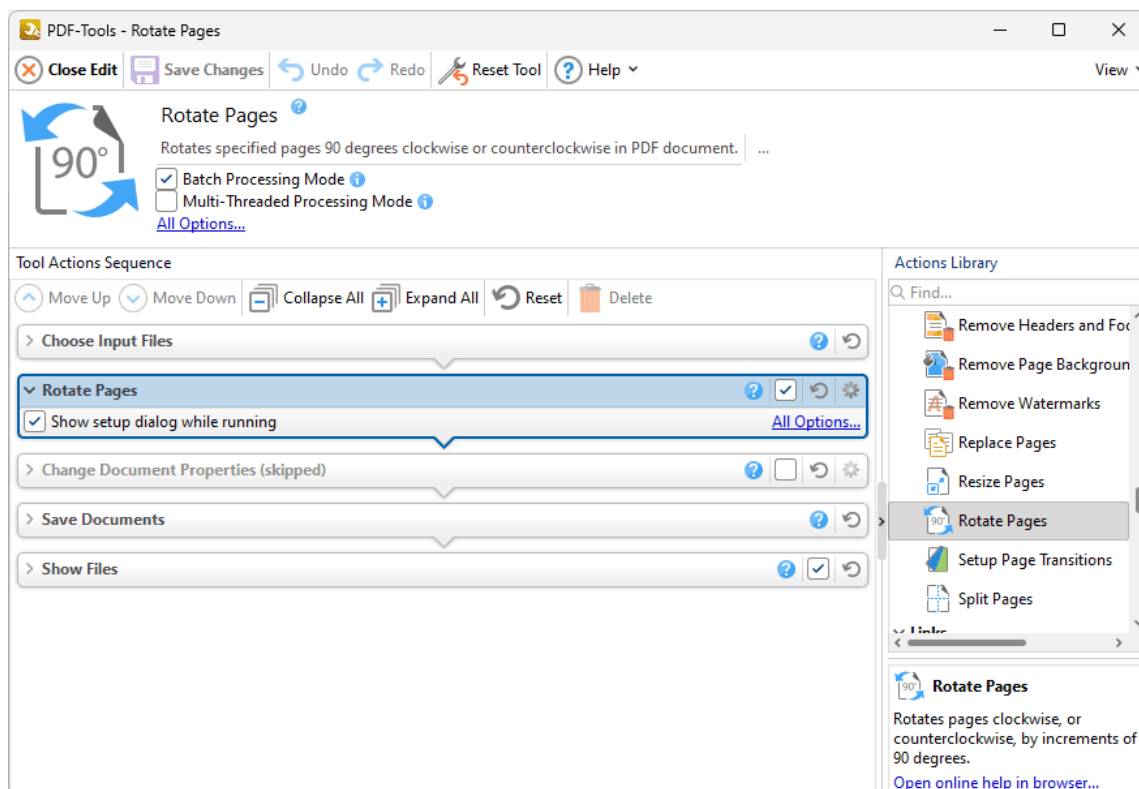 PDF-Tools - Rotate Pages
Close Edit Save Changes Undo Redo Reset Tool ? Help View
90°
Rotate Pages ?
Rotates specified pages 90 degrees clockwise or counterclockwise in PDF document. ...
Batch Processing Mode i
Multi-Threaded Processing Mode i
All Options...
Tool Actions Sequence
Move Up Move Down Collapse All Expand All Reset Delete
Choose Input Files ?
Rotate Pages ?
Show setup dialog while running All Options...
Change Document Properties (skipped) ?
Save Documents ?
Show Files ?
Actions Library
Find...
Remove Headers and Foo
Remove Page Backgroun
Remove Watermarks
Replace Pages
Resize Pages
90° Rotate Pages
Setup Page Transitions
Split Pages
Links
90° Rotate Pages
Rotates pages clockwise, or
counterclockwise, by increments of
90 degrees.
Open online help in browser...